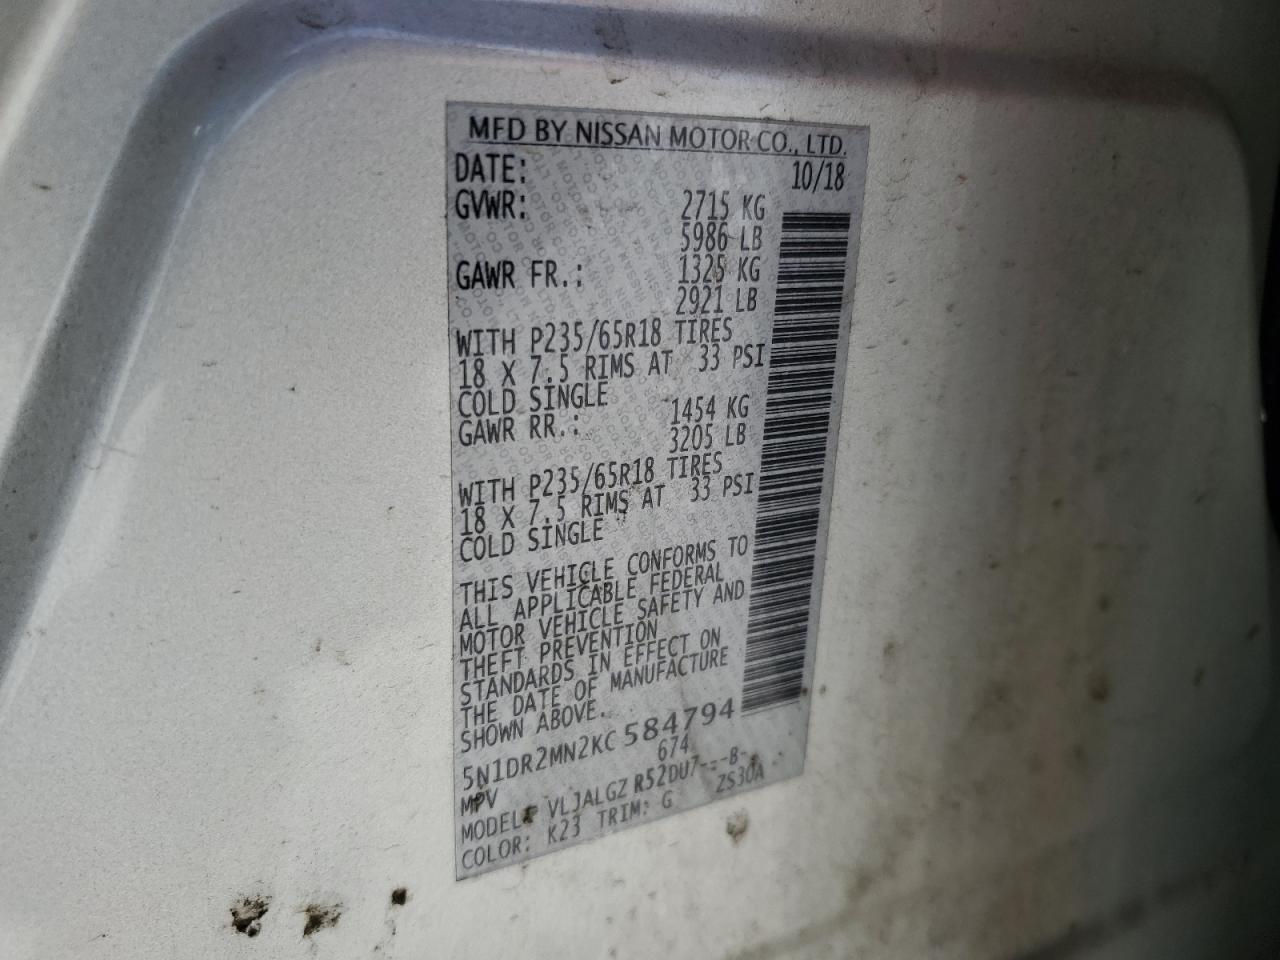 MFD BY NISSAN MOTOR CO., LTD.
DATE: 10/18
GVWR: 2715 KG
5986 LB
GAWR FR.: 1325 KG
2921 LB
WITH P235/65R18 TIRES
18 X 7.5 RIMS AT 33 PSI
COLD SINGLE
GAWR RR.: 1454 KG
3205 LB
WITH P235/65R18 TIRES
18 X 7.5 RIMS AT 33 PSI
COLD SINGLE
THIS VEHICLE CONFORMS TO
ALL APPLICABLE FEDERAL
MOTOR VEHICLE SAFETY AND
THEFT PREVENTION
STANDARDS IN EFFECT ON
THE DATE OF MANUFACTURE
SHOWN ABOVE.
5N1DR2MN2KC584794
MPV 674
MODEL: VLJALGZ R52DU7---B-
COLOR: K23 TRIM: G ZS30A